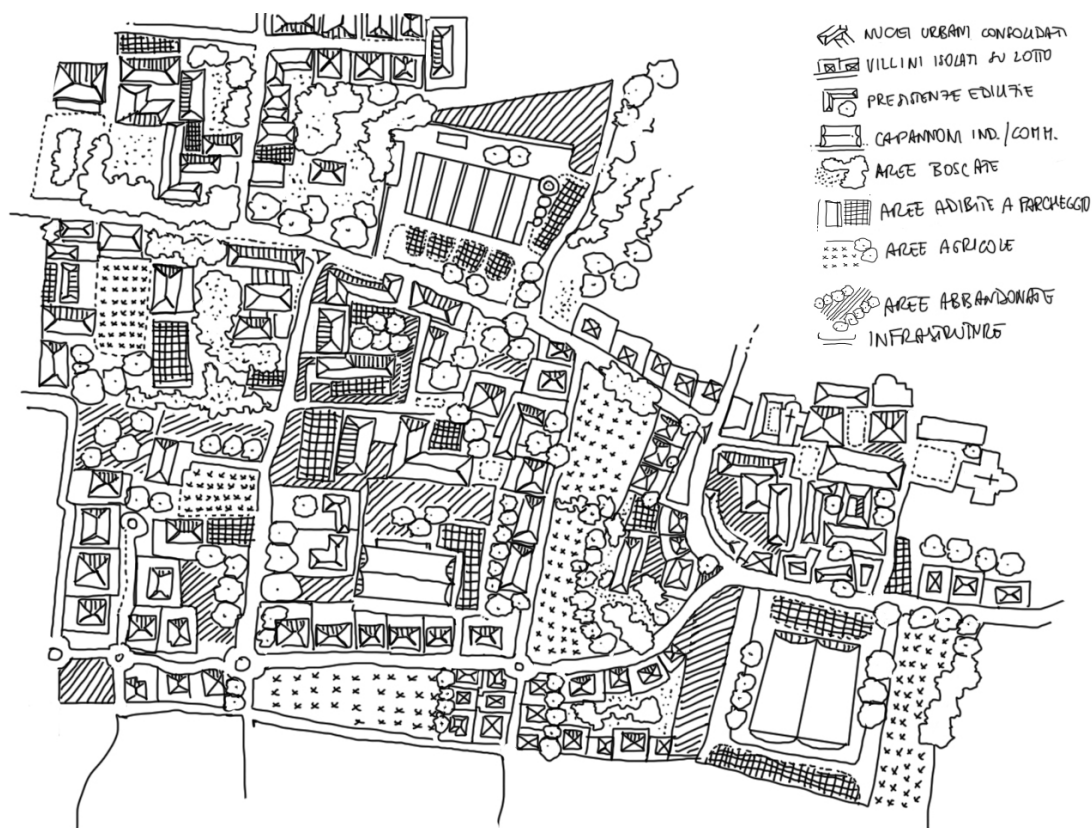 NUCLEI URBANI CONSOLIDATI
VILLINI ISOLATI SU LOTTO
PRESISTENZE EDILIZIE
CAPANNONI IND./COMM.
AREE BOSCATE
AREE ADIBITE A PARCHEGGIO
AREE AGRICOLE
AREE ABBANDONATE
INFRASTRUTTURE